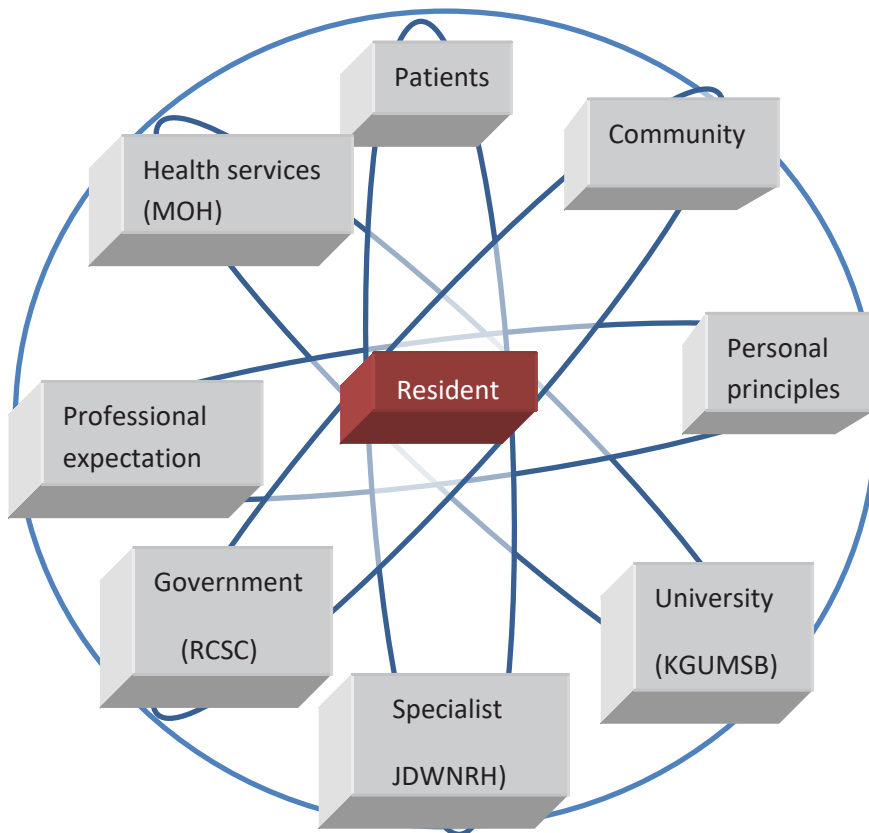 Patients
Community
Health services
(MOH)
Personal
principles
Resident
Professional
expectation
Government
(RCSC)
University
(KGUMSB)
Specialist
JDWNRH)